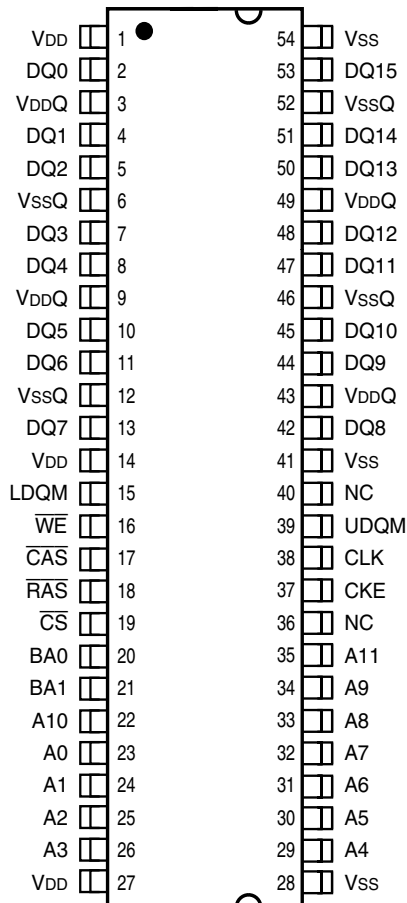 VDD 1 54 VSS
DQ0 2 53 DQ15
VDDQ 3 52 VSSQ
DQ1 4 51 DQ14
DQ2 5 50 DQ13
VSSQ 6 49 VDDQ
DQ3 7 48 DQ12
DQ4 8 47 DQ11
VDDQ 9 46 VSSQ
DQ5 10 45 DQ10
DQ6 11 44 DQ9
VSSQ 12 43 VDDQ
DQ7 13 42 DQ8
VDD 14 41 VSS
LDQM 15 40 NC
W̅E̅ 16 39 UDQM
C̅A̅S̅ 17 38 CLK
R̅A̅S̅ 18 37 CKE
C̅S̅ 19 36 NC
BA0 20 35 A11
BA1 21 34 A9
A10 22 33 A8
A0 23 32 A7
A1 24 31 A6
A2 25 30 A5
A3 26 29 A4
VDD 27 28 VSS